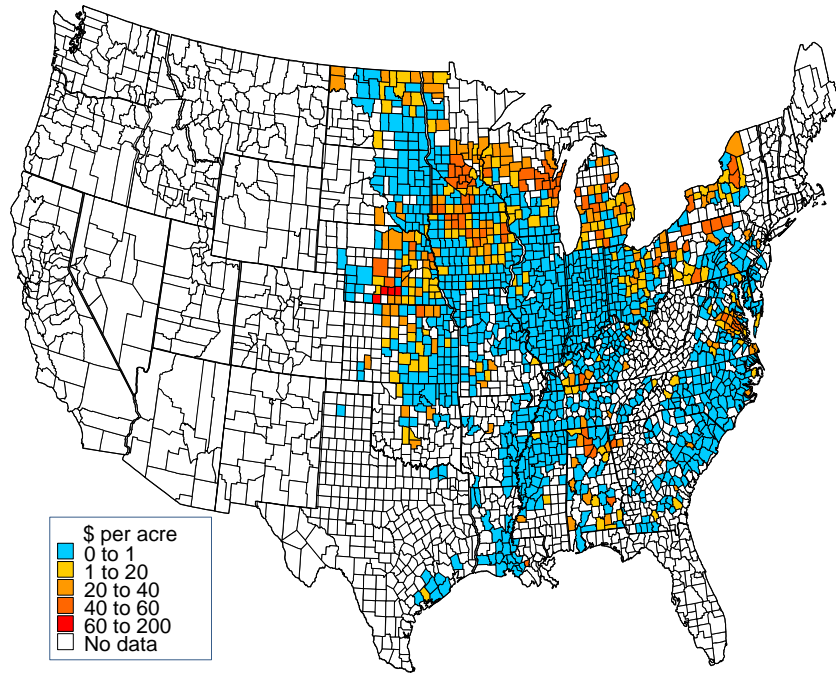 $ per acre
0 to 1
1 to 20
20 to 40
40 to 60
60 to 200
No data